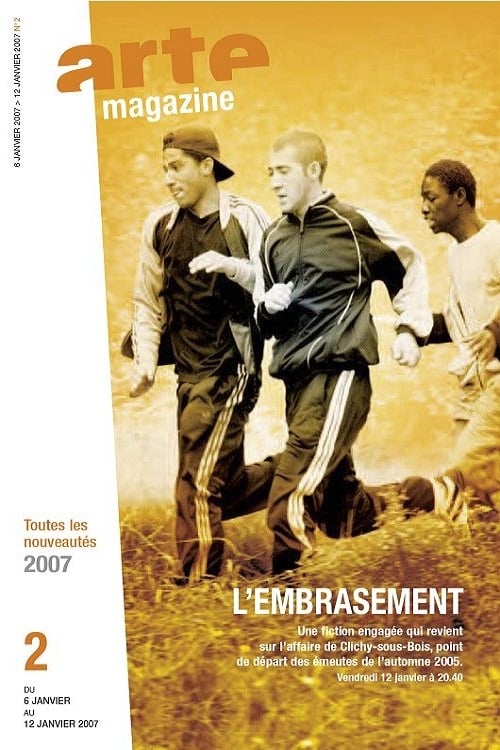 6 JANVIER 2007 > 12 JANVIER 2007 N°2
arte
magazine
Toutes les
nouveautés
2007
2
DU
6 JANVIER
AU
12 JANVIER 2007
L'EMBRASEMENT
Une fiction engagée qui revient
sur l'affaire de Clichy-sous-Bois, point
de départ des émeutes de l'automne 2005.
Vendredi 12 janvier à 20.40